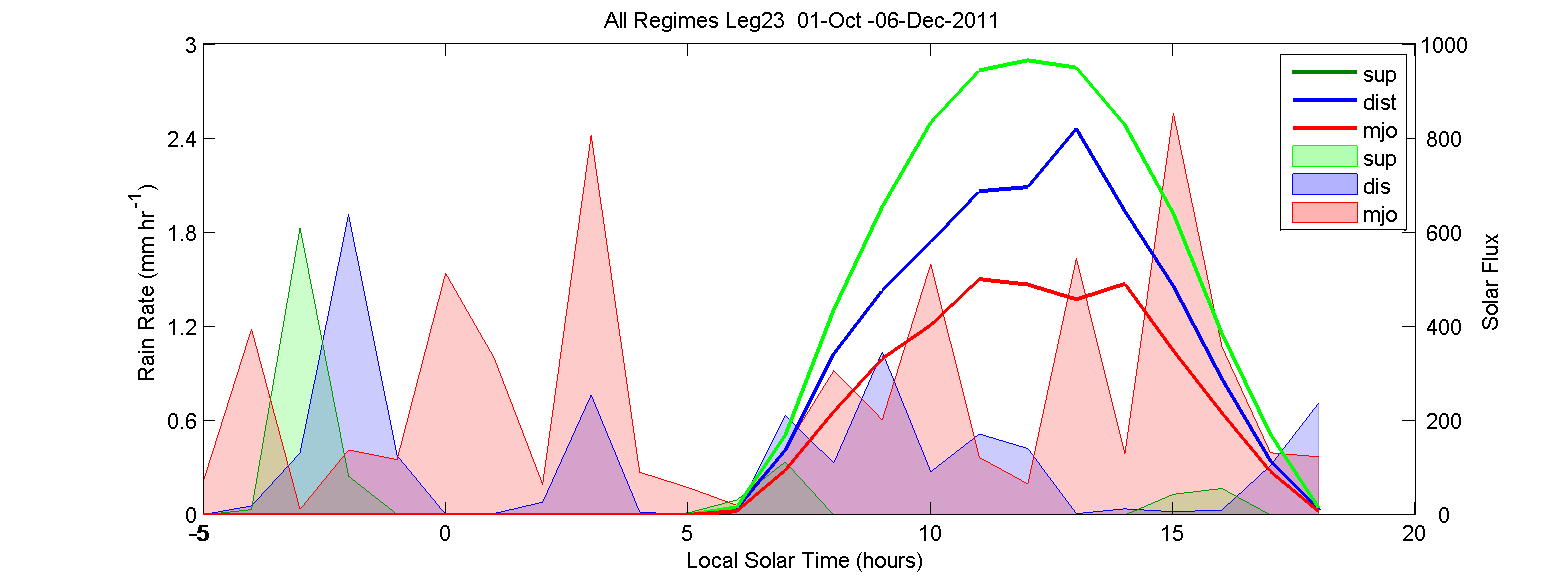 All Regimes Leg23 01-Oct -06-Dec-2011
3
2.4
1.8
1.2
0.6
0
Rain Rate (mm hr⁻¹)
1000
800
600
400
200
0
Solar Flux
sup
dist
mjo
sup
dis
mjo
-5 0 5 10 15 20
Local Solar Time (hours)